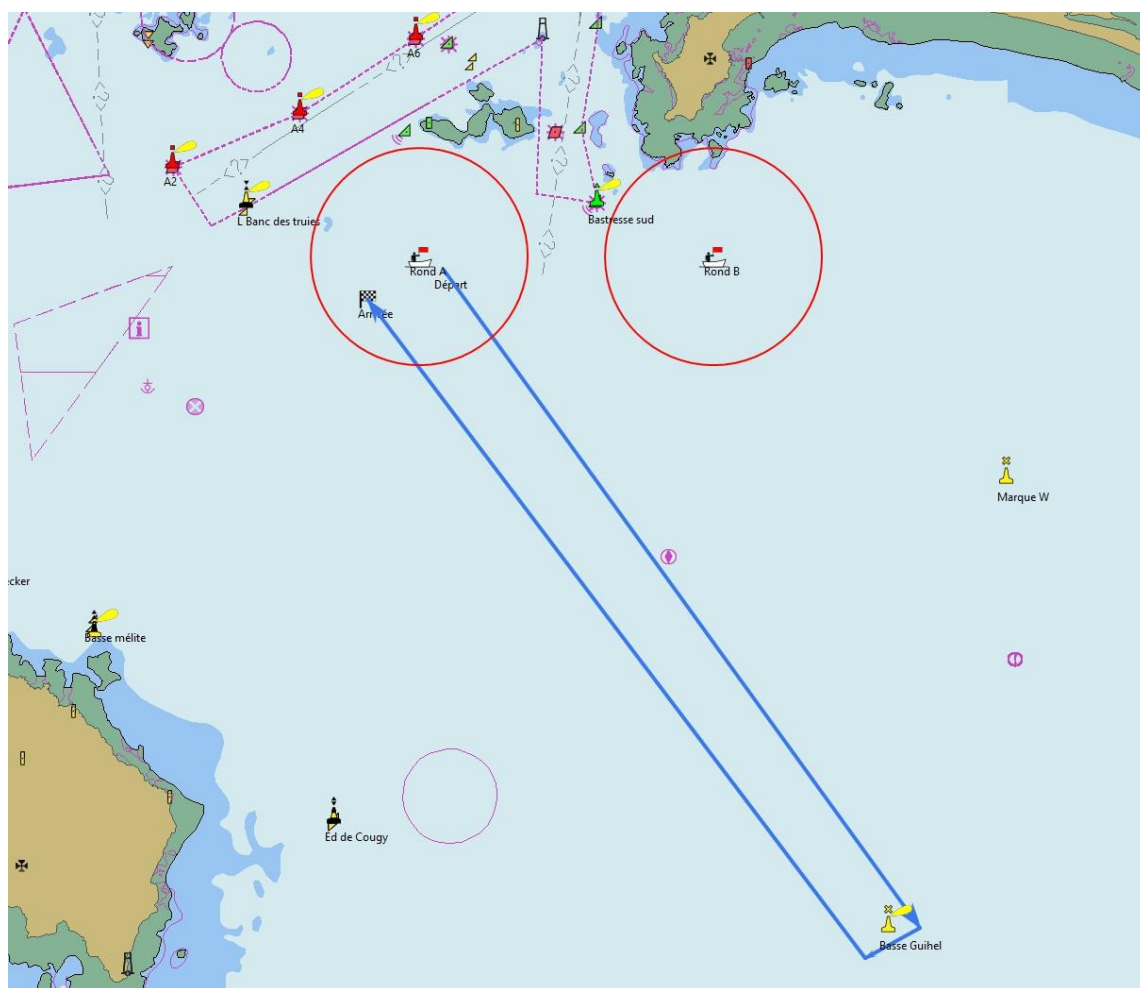 A6
A4
A2
L Banc des truies
Bastresse sud
Rond A
Rond B
Départ
Arrivée
Marque W
ecker
Basse mélite
Ed de Cougy
Basse Guihel